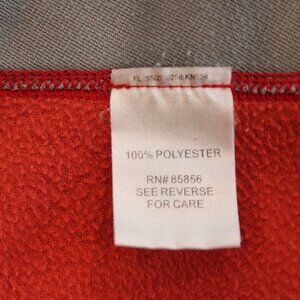 100% POLYESTER
RN# 85856
SEE REVERSE
FOR CARE